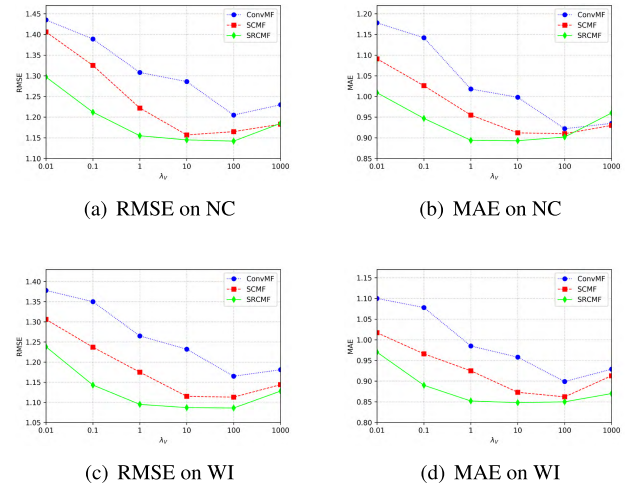 1.45
1.40
1.35
1.30
1.25
1.20
1.15
1.10
RMSE
0.01 0.1 1 10 100 1000
λV
ConvMF
SCMF
SRCMF
(a) RMSE on NC
1.20
1.15
1.10
1.05
1.00
0.95
0.90
0.85
MAE
0.01 0.1 1 10 100 1000
λV
ConvMF
SCMF
SRCMF
(b) MAE on NC
1.40
1.35
1.30
1.25
1.20
1.15
1.10
1.05
RMSE
0.01 0.1 1 10 100 1000
λV
ConvMF
SCMF
SRCMF
(c) RMSE on WI
1.15
1.10
1.05
1.00
0.95
0.90
0.85
0.80
MAE
0.01 0.1 1 10 100 1000
λV
ConvMF
SCMF
SRCMF
(d) MAE on WI